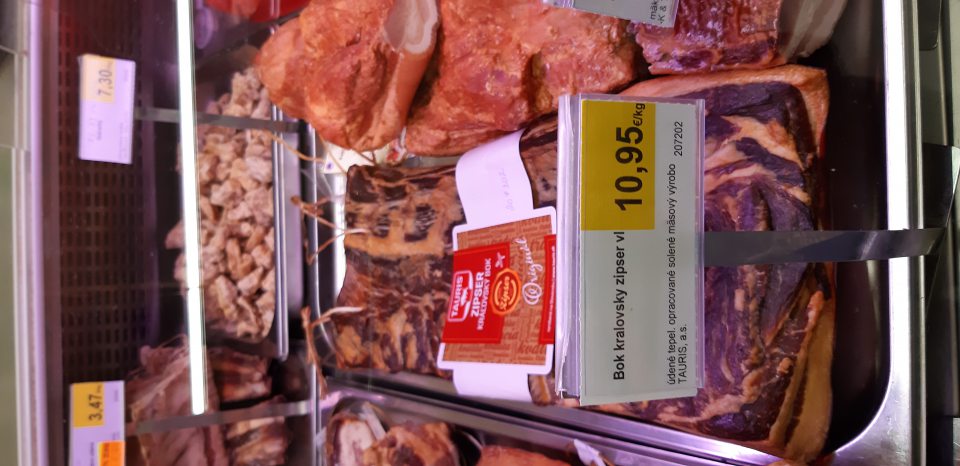 10,95€/kg
Bok kralovsky zipser vl
207202
údené tepel. opracované solené mäsový výrobo
TAURIS, a.s.
TAURIS
ZIPSER
KRÁĽOVSKÝ BOK
Zipser
Original
7,30
3,47